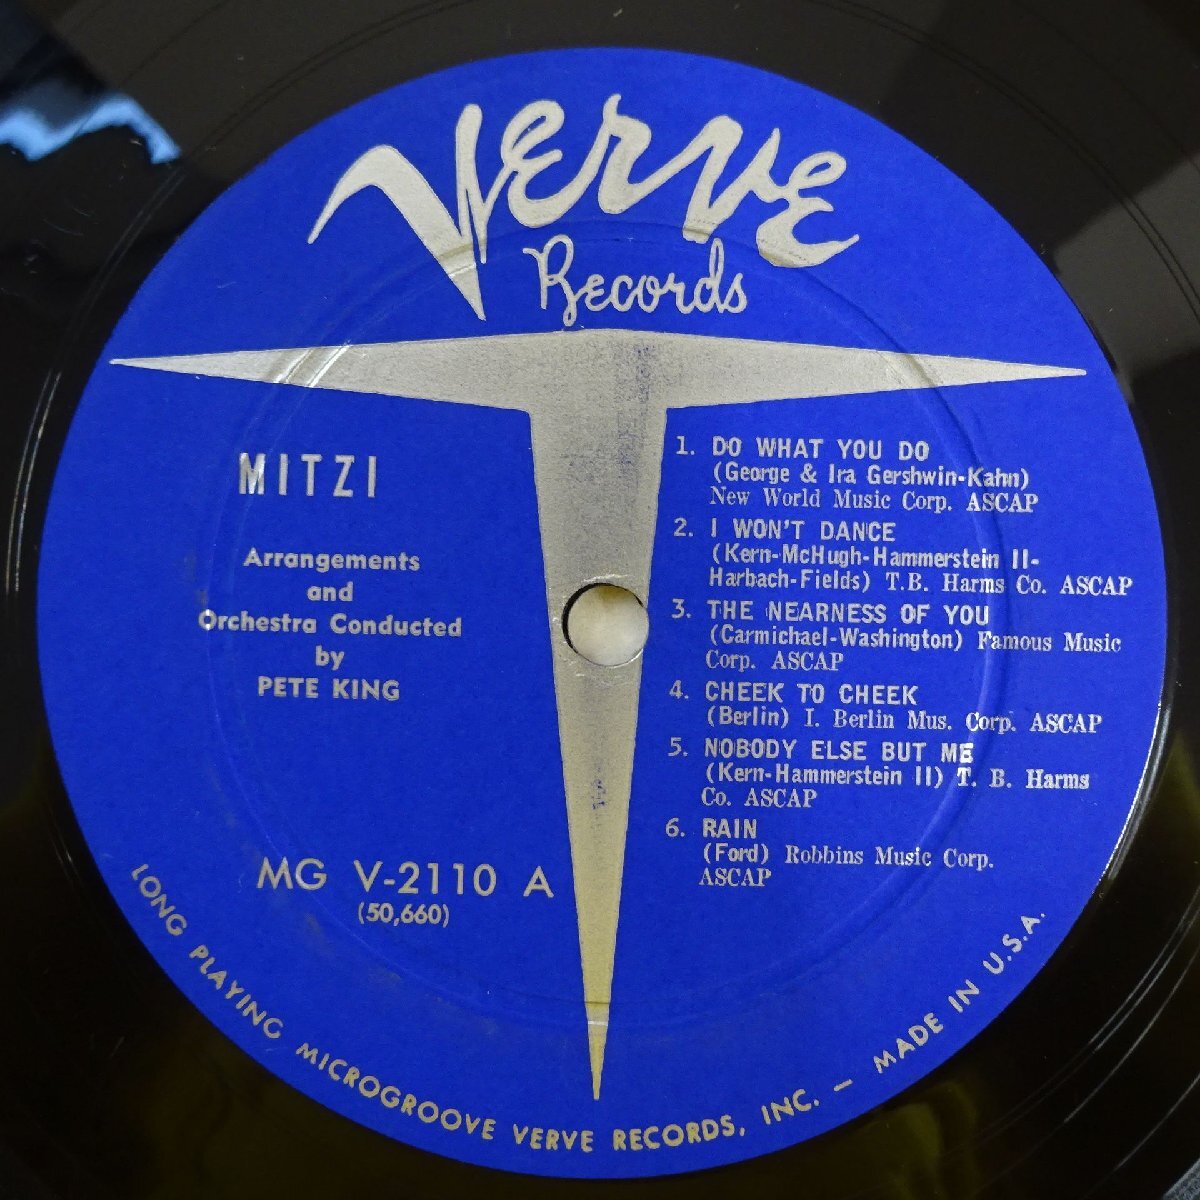 Verve
Records
MITZI
Arrangements
and
Orchestra Conducted
by
PETE KING
MG V-2110 A
(50,660)
1. DO WHAT YOU DO
(George & Ira Gershwin-Kahn)
New World Music Corp. ASCAP
2. I WON'T DANCE
(Kern-McHugh-Hammerstein II-
Harbach-Fields) T.B. Harms Co. ASCAP
3. THE NEARNESS OF YOU
(Carmichael-Washington) Famous Music
Corp. ASCAP
4. CHEEK TO CHEEK
(Berlin) I. Berlin Mus. Corp. ASCAP
5. NOBODY ELSE BUT ME
(Kern-Hammerstein II) T. B. Harms
Co. ASCAP
6. RAIN
(Ford) Robbins Music Corp.
ASCAP
LONG PLAYING MICROGROOVE VERVE RECORDS, INC. — MADE IN U.S.A.